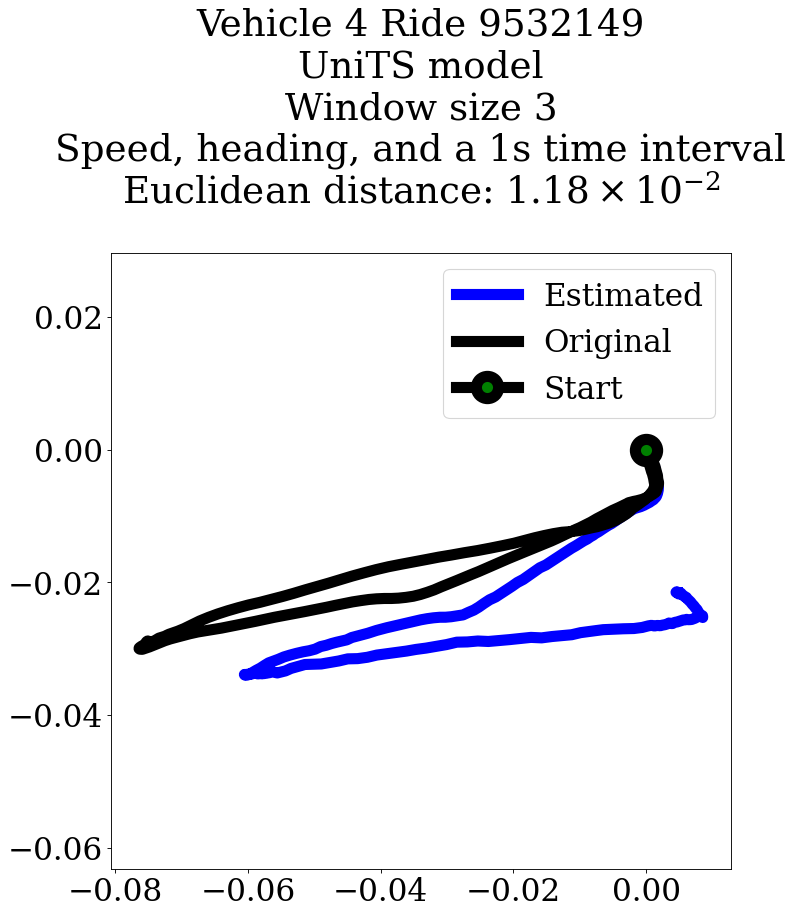 Vehicle 4 Ride 9532149
UniTS model
Window size 3
Speed, heading, and a 1s time interval
Euclidean distance: 1.18 × 10⁻²
Estimated
Original
Start
0.02
0.00
−0.02
−0.04
−0.06
−0.08 −0.06 −0.04 −0.02 0.00